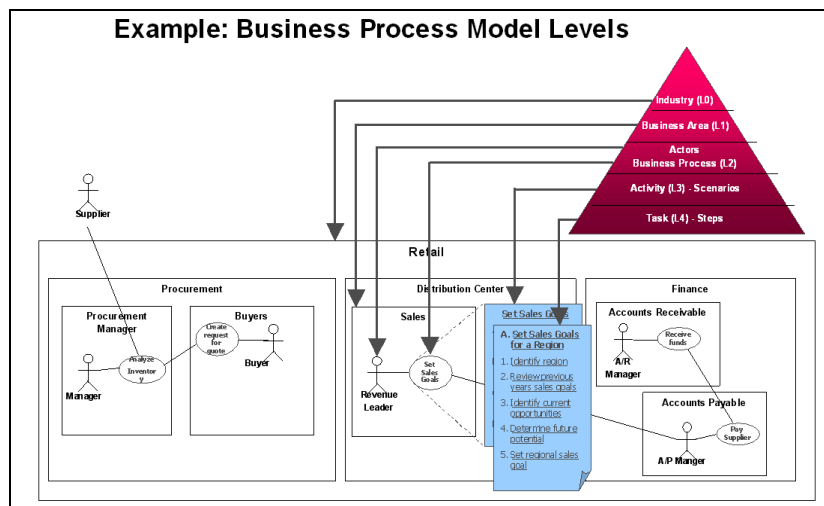 Example: Business Process Model Levels
Industry (L0)
Business Area (L1)
Actors
Business Process (L2)
Activity (L3) - Scenarios
Task (L4) - Steps
Supplier
Retail
Procurement
Procurement
Manager
Manager
Analyze
Inventor
y
Buyers
Create
request
for
quote
Buyer
Distribution Center
Sales
Revenue
Leader
Set
Sales
Goals
Set Sales Goals
A. Set Sales Goals
for a Region
1. Identify region
2. Review previous
years sales goals
3. Identify current
opportunities
4. Determine future
potential
5. Set regional sales
goal
Finance
Accounts Receivable
A/R
Manager
Receive
funds
Accounts Payable
A/P Manger
Pay
Supplier